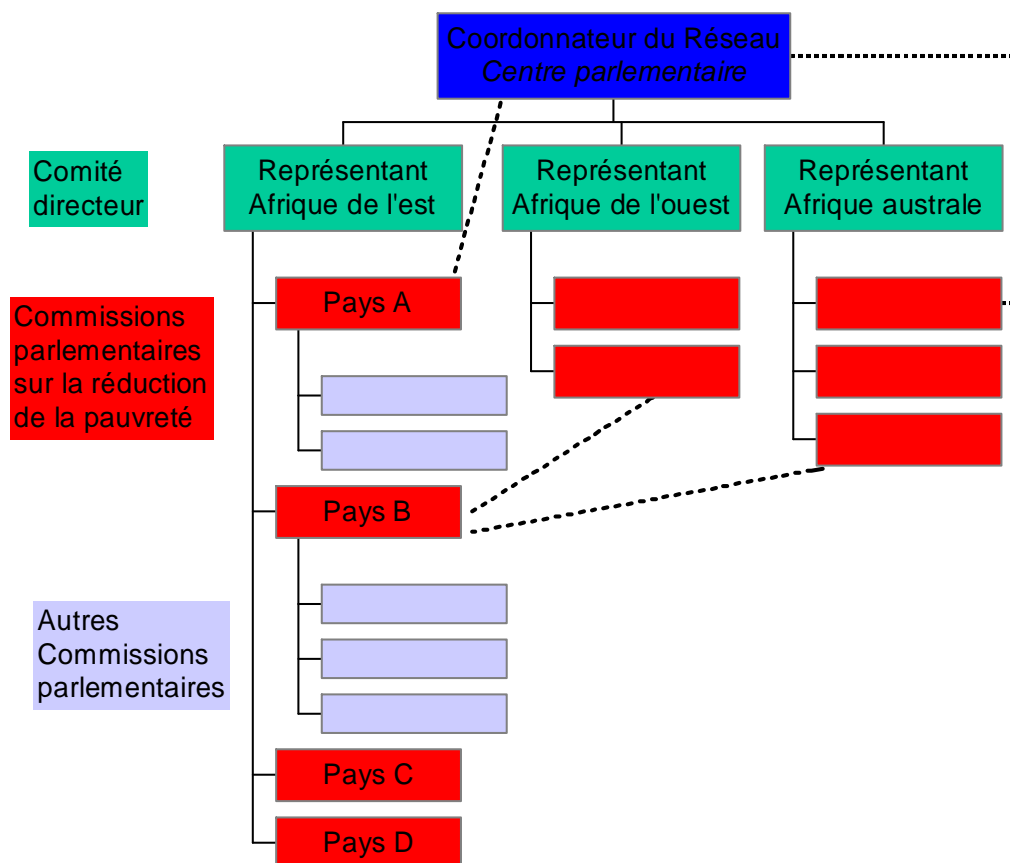 Coordonnateur du Réseau
Centre parlementaire
Comité
directeur
Représentant
Afrique de l'est
Représentant
Afrique de l'ouest
Représentant
Afrique australe
Commissions
parlementaires
sur la réduction
de la pauvreté
Pays A
Pays B
Autres
Commissions
parlementaires
Pays C
Pays D